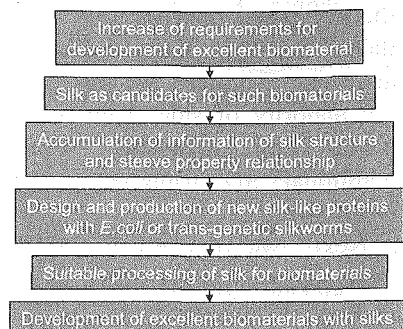 Increase of requirements for
development of excellent biomaterial
Silk as candidates for such biomaterials
Accumulation of information of silk structure
and steeve property relationship
Design and production of new silk-like proteins
with E.coli or trans-genetic silkworms
Suitable processing of silk for biomaterials
Development of excellent biomaterials with silks